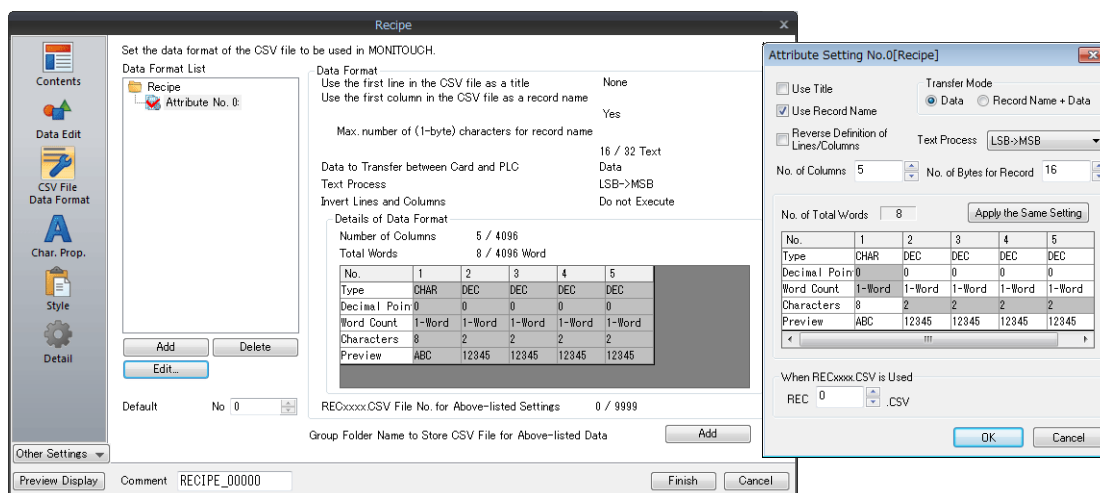 Recipe
Contents
Data Edit
CSV File
Data Format
Char. Prop.
Style
Detail
Other Settings
Preview Display
Set the data format of the CSV file to be used in MONITOUCH.
Data Format List
Recipe
Attribute No. 0:
Add Delete
Edit...
Default No 0
Data Format
Use the first line in the CSV file as a title None
Use the first column in the CSV file as a record name
Yes
Max. number of (1-byte) characters for record name
16 / 32 Text
Data to Transfer between Card and PLC Data
Text Process LSB->MSB
Invert Lines and Columns Do not Execute
Details of Data Format
Number of Columns 5 / 4096
Total Words 8 / 4096 Word
No. 1 2 3 4 5
Type CHAR DEC DEC DEC DEC
Decimal Poin 0 0 0 0 0
Word Count 1-Word 1-Word 1-Word 1-Word 1-Word
Characters 8 2 2 2 2
Preview ABC 12345 12345 12345 12345
RECxxxx.CSV File No. for Above-listed Settings 0 / 9999
Group Folder Name to Store CSV File for Above-listed Data Add
Comment RECIPE_00000 Finish Cancel
Attribute Setting No.0[Recipe]
Use Title
Use Record Name
Transfer Mode
Data Record Name + Data
Reverse Definition of
Lines/Columns
Text Process LSB->MSB
No. of Columns 5 No. of Bytes for Record 16
No. of Total Words 8 Apply the Same Setting
No. 1 2 3 4 5
Type CHAR DEC DEC DEC DEC
Decimal Poin 0 0 0 0 0
Word Count 1-Word 1-Word 1-Word 1-Word 1-Word
Characters 8 2 2 2 2
Preview ABC 12345 12345 12345 12345
When RECxxxx.CSV is Used
REC 0 .CSV
OK Cancel